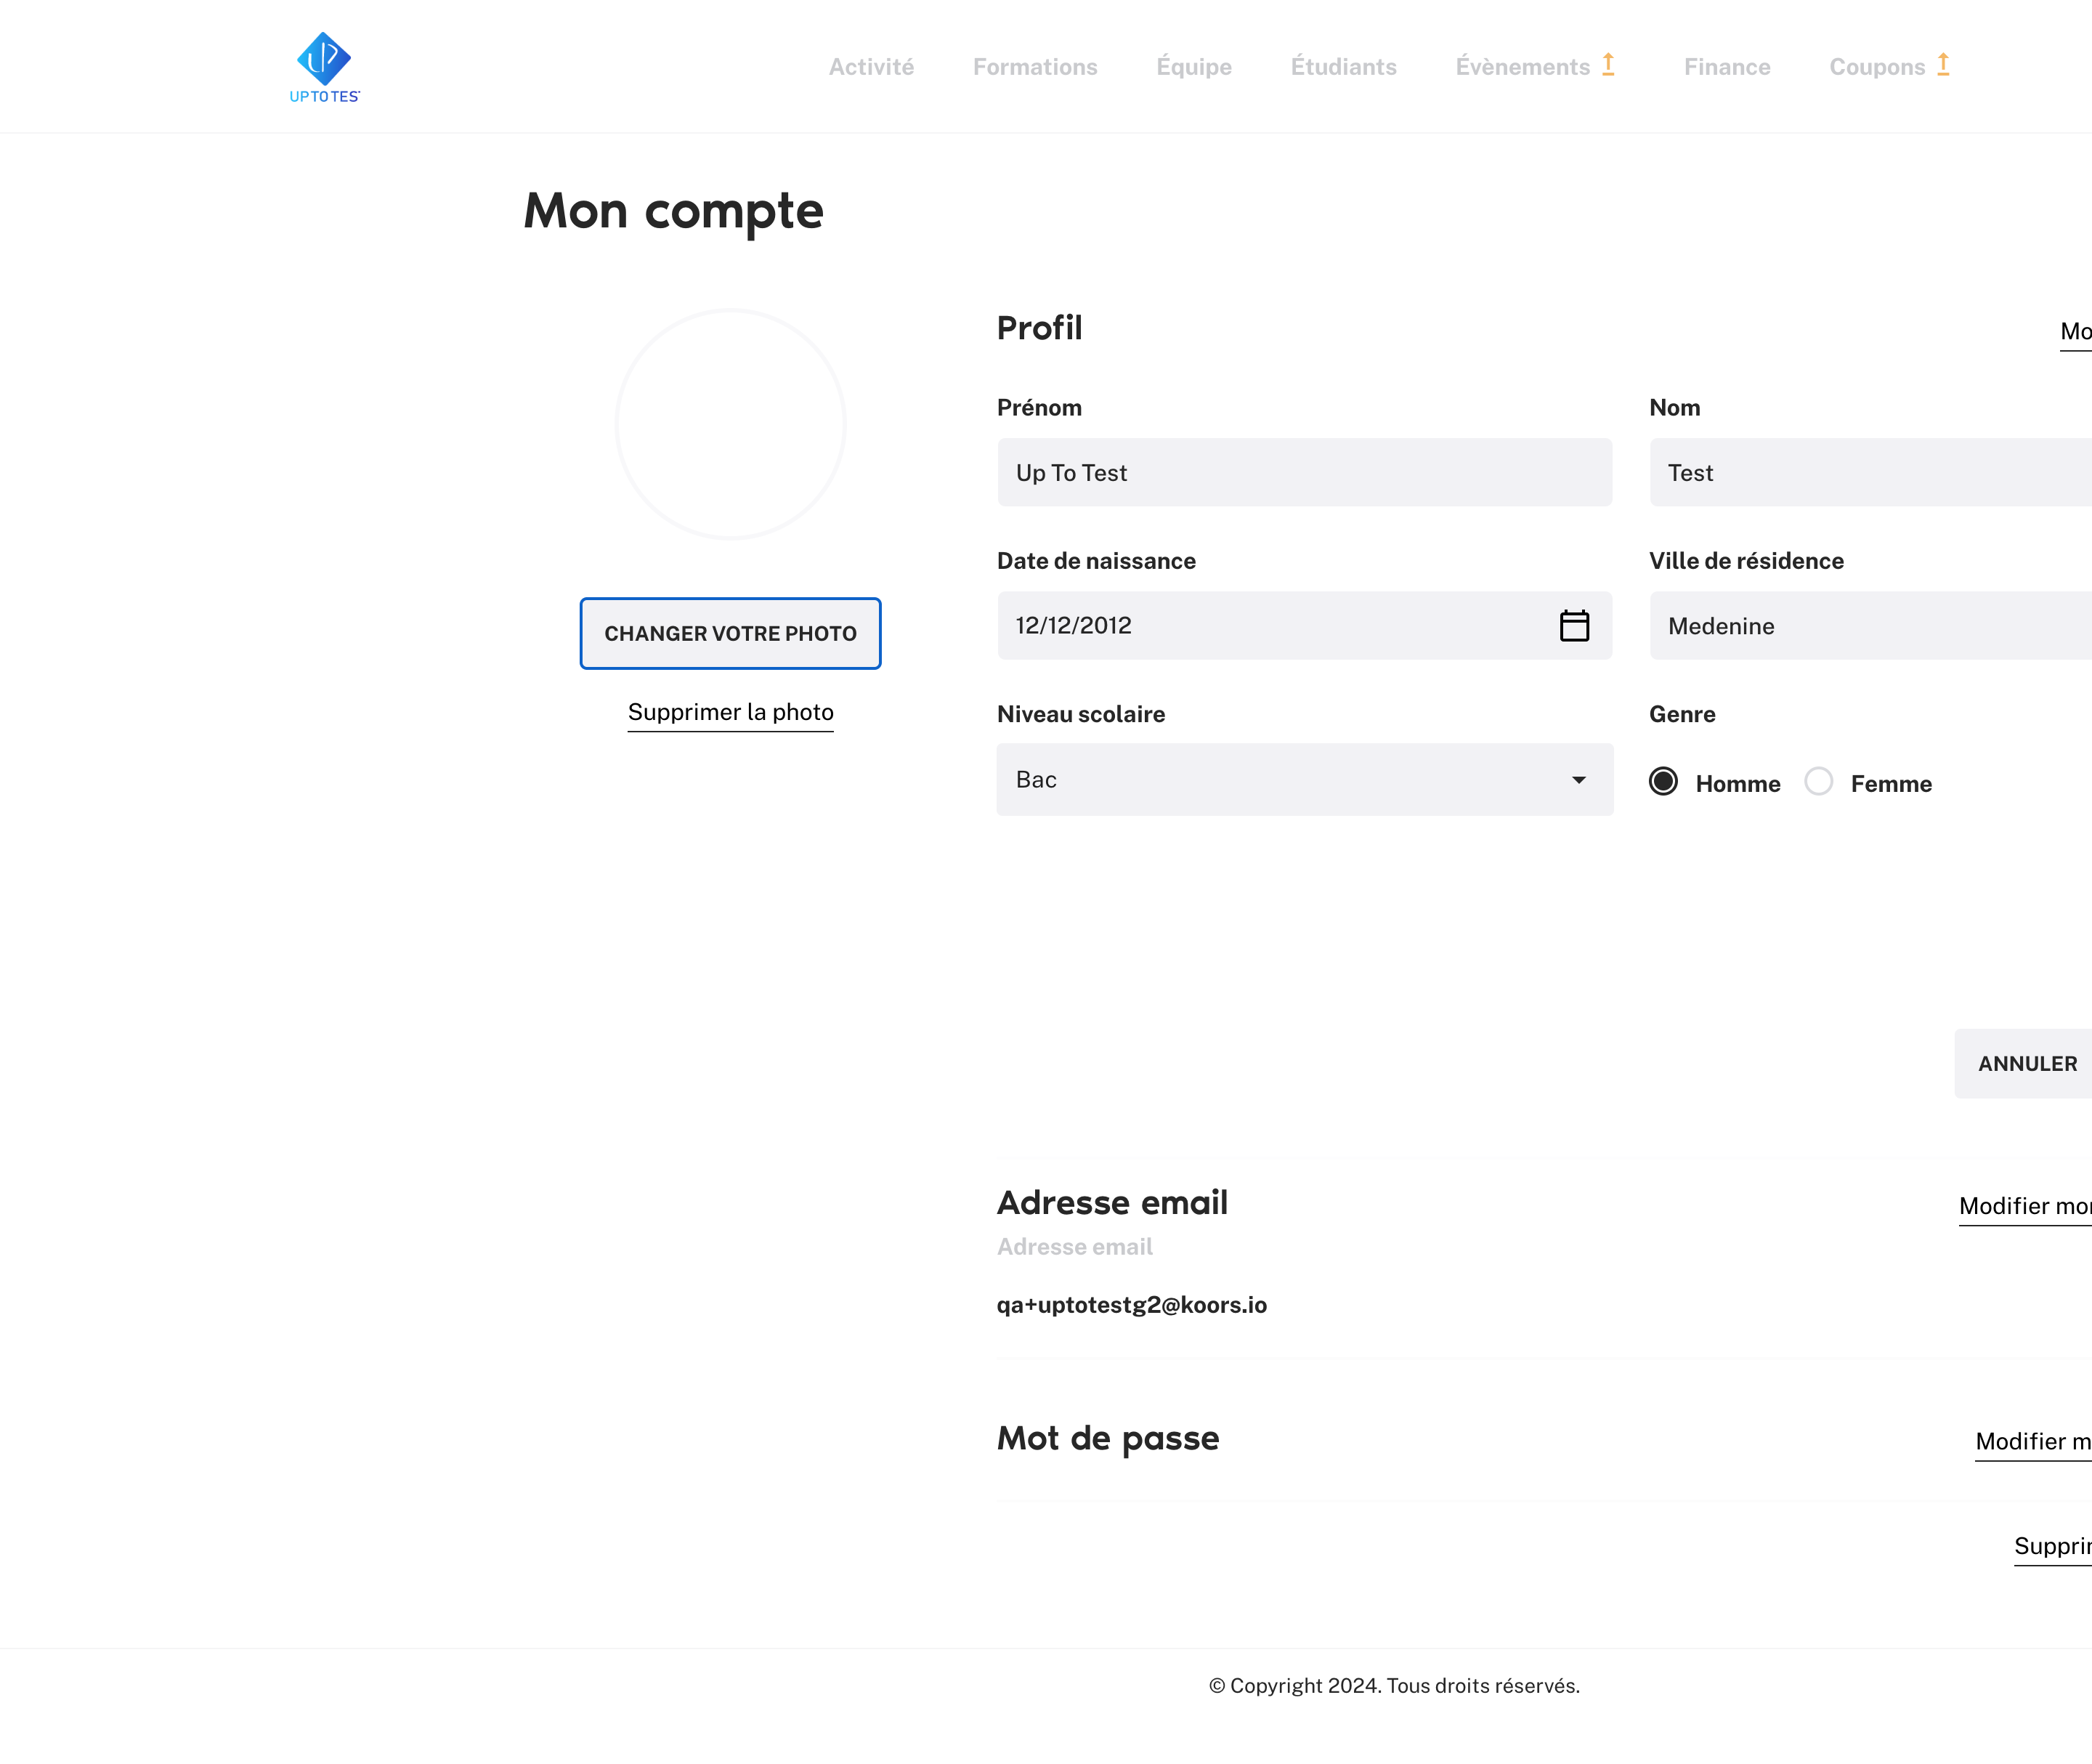 UPTOTES
Activité Formations Équipe Étudiants Évènements Finance Coupons
Mon compte
Profil Mo
Prénom Nom
Up To Test Test
Date de naissance Ville de résidence
12/12/2012 Medenine
CHANGER VOTRE PHOTO
Supprimer la photo
Niveau scolaire Genre
Bac Homme Femme
ANNULER
Adresse email Modifier mon
Adresse email
qa+uptotestg2@koors.io
Mot de passe Modifier m
Supprim
© Copyright 2024. Tous droits réservés.